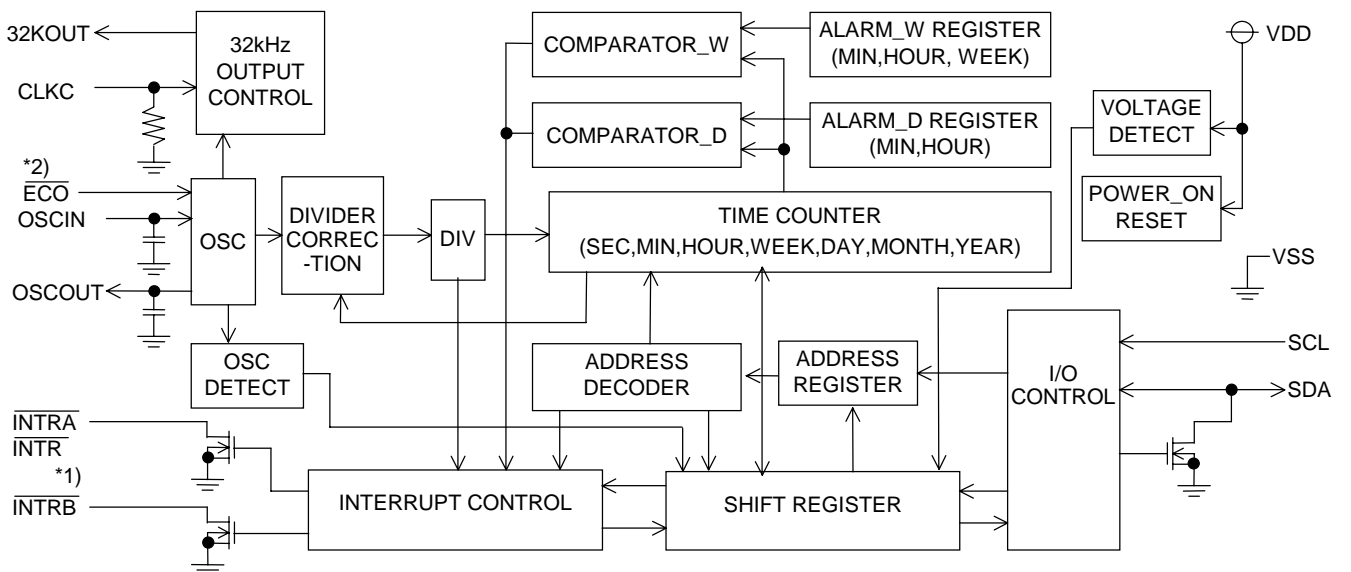 32KOUT
CLKC
*2)
ECO
OSCIN
OSCOUT
INTRA
INTR
*1)
INTRB
32kHz
OUTPUT
CONTROL
OSC
OSC
DETECT
DIVIDER
CORREC
-TION
DIV
COMPARATOR_W
ALARM_W REGISTER
(MIN,HOUR, WEEK)
COMPARATOR_D
ALARM_D REGISTER
(MIN,HOUR)
TIME COUNTER
(SEC,MIN,HOUR,WEEK,DAY,MONTH,YEAR)
ADDRESS
DECODER
ADDRESS
REGISTER
INTERRUPT CONTROL
SHIFT REGISTER
I/O
CONTROL
VOLTAGE
DETECT
POWER_ON
RESET
VDD
VSS
SCL
SDA